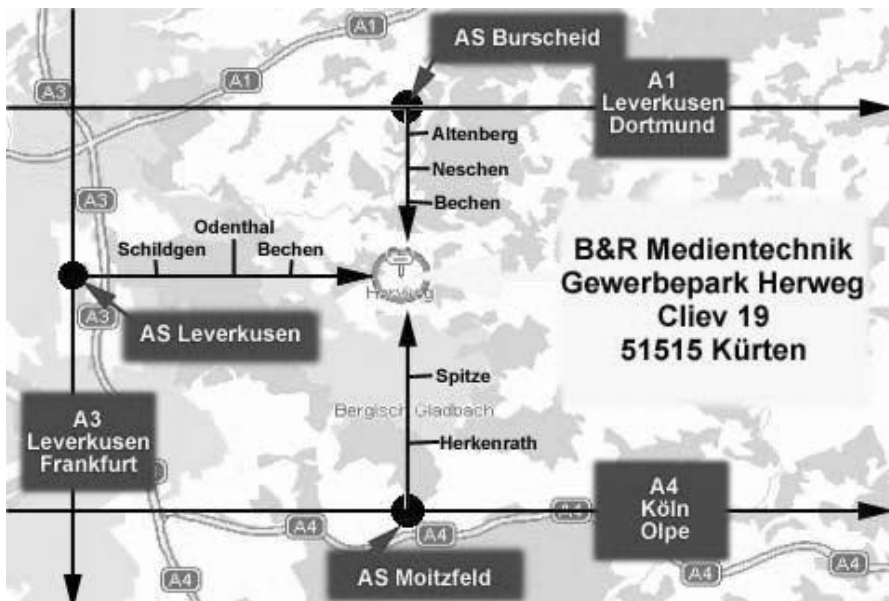 A1
AS Burscheid
A3
A1
A1
Leverkusen
Dortmund
Altenberg
Neschen
Bechen
A3
Odenthal
Schildgen
Bechen
B&R Medientechnik
Gewerbepark Herweg
Cliev 19
51515 Kürten
Herweg
A3
AS Leverkusen
Spitze
Bergisch Gladbach
A3
Leverkusen
Frankfurt
Herkenrath
A4
Köln
Olpe
A4
A4
A4
A4
A4
AS Moitzfeld